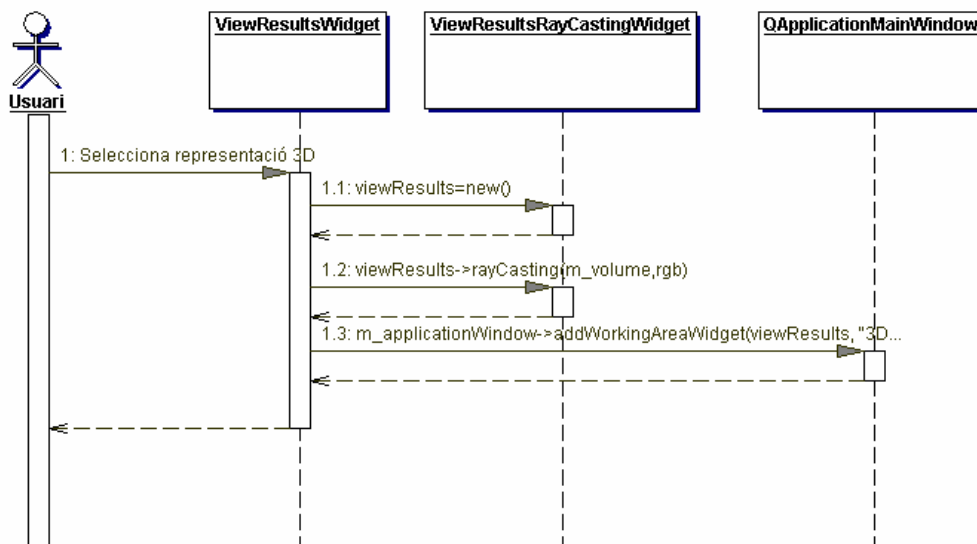 ViewResultsWidget
ViewResultsRayCastingWidget
QApplicationMainWindow
Usuari
1: Selecciona representació 3D
1.1: viewResults=new()
1.2: viewResults->rayCasting(m_volume,rgb)
1.3: m_applicationWindow->addWorkingAreaWidget(viewResults, "3D...